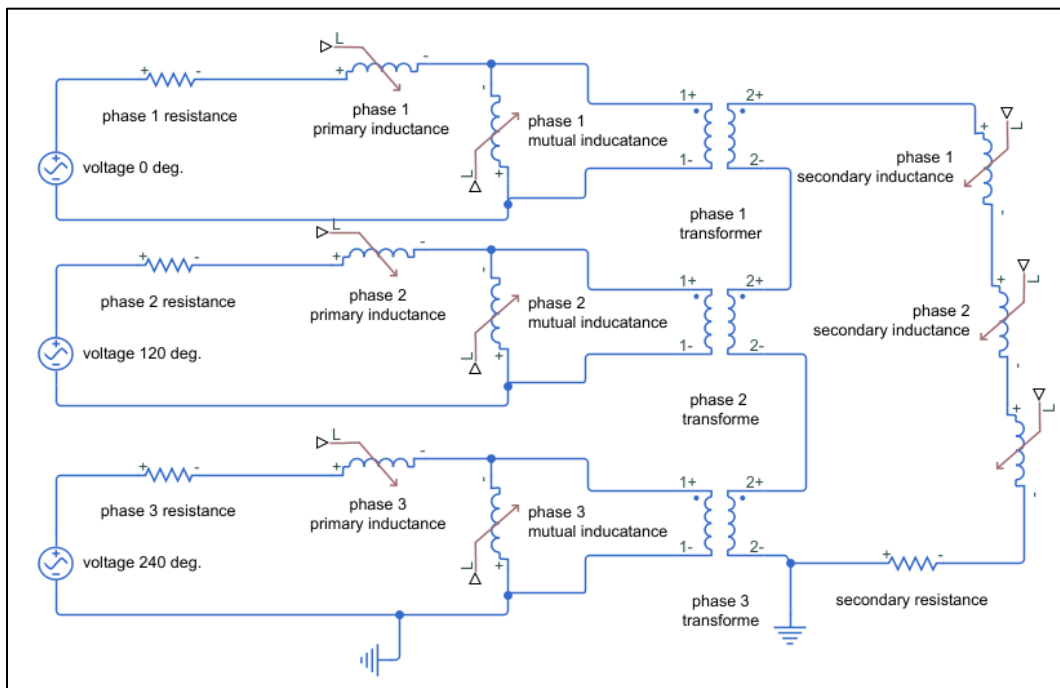 L
+
-
+
-
phase 1 resistance
phase 1
primary inductance
-
L
+
phase 1
mutual inducatance
voltage 0 deg.
1+
2+
1-
2-
phase 1
transformer
+
L
-
phase 1
secondary inductance
L
+
-
+
-
phase 2 resistance
phase 2
primary inductance
-
L
+
phase 2
mutual inducatance
voltage 120 deg.
1+
2+
1-
2-
phase 2
transforme
+
L
-
phase 2
secondary inductance
L
+
-
+
-
phase 3 resistance
phase 3
primary inductance
-
L
+
phase 3
mutual inducatance
voltage 240 deg.
1+
2+
1-
2-
phase 3
transforme
+
L
-
+
-
secondary resistance